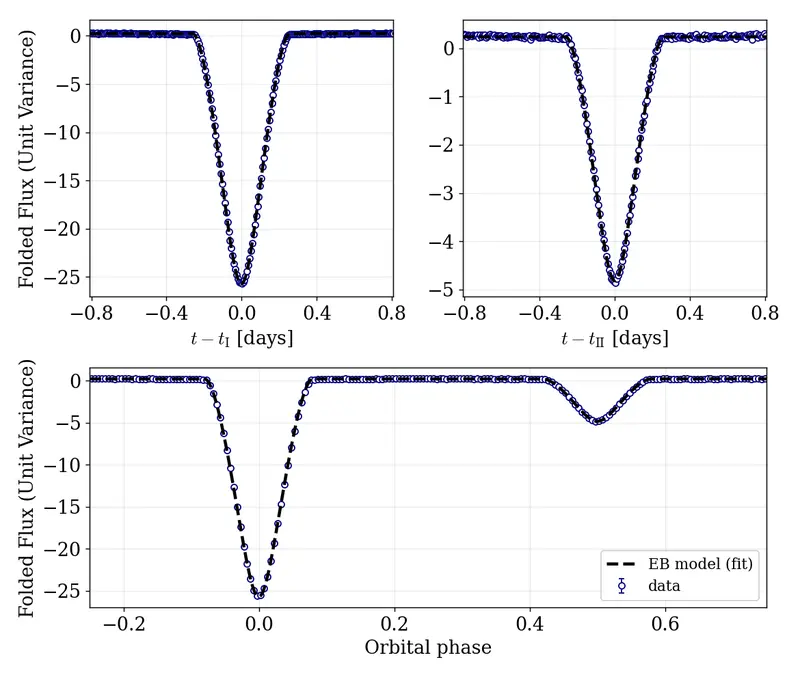 Folded Flux (Unit Variance)
0
−5
−10
−15
−20
−25
−0.8 −0.4 0.0 0.4 0.8
t − tI [days]
0
−1
−2
−3
−4
−5
−0.8 −0.4 0.0 0.4 0.8
t − tII [days]
Folded Flux (Unit Variance)
0
−5
−10
−15
−20
−25
EB model (fit)
data
−0.2 0.0 0.2 0.4 0.6
Orbital phase